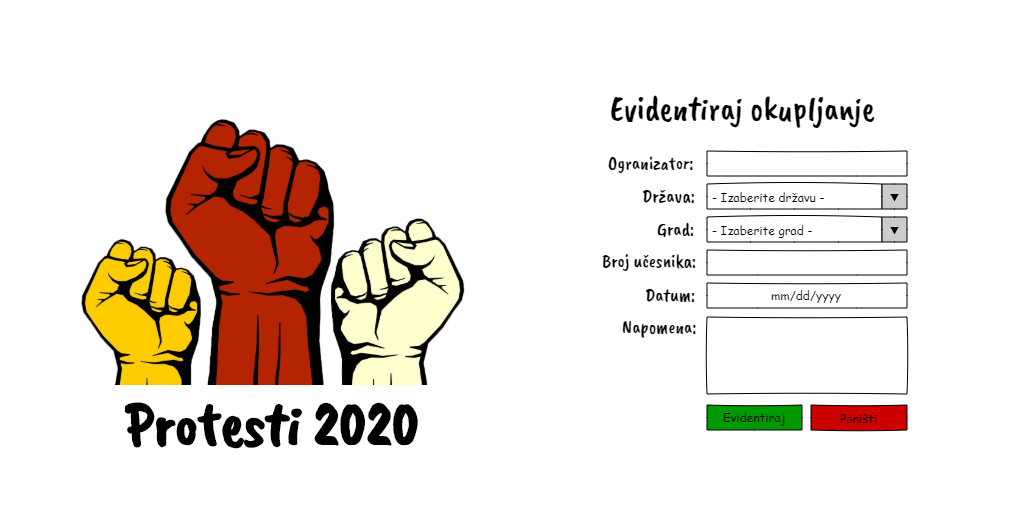 Protesti 2020
Evidentiraj okupljanje
Ogranizator:
Država: - Izaberite državu - ▼
Grad: - Izaberite grad - ▼
Broj učesnika:
Datum: mm/dd/yyyy
Napomena:
Evidentiraj Poništi